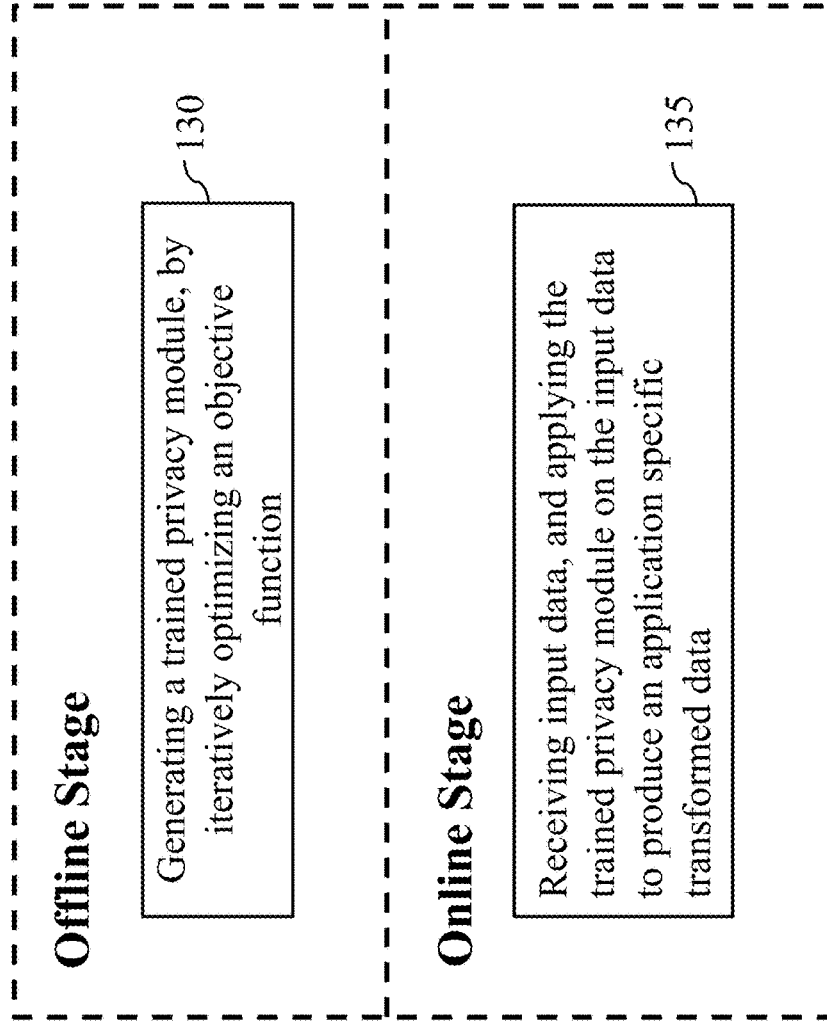 Offline Stage
Generating a trained privacy module, by
iteratively optimizing an objective
function
130
Online Stage
Receiving input data, and applying the
trained privacy module on the input data
to produce an application specific
transformed data
135